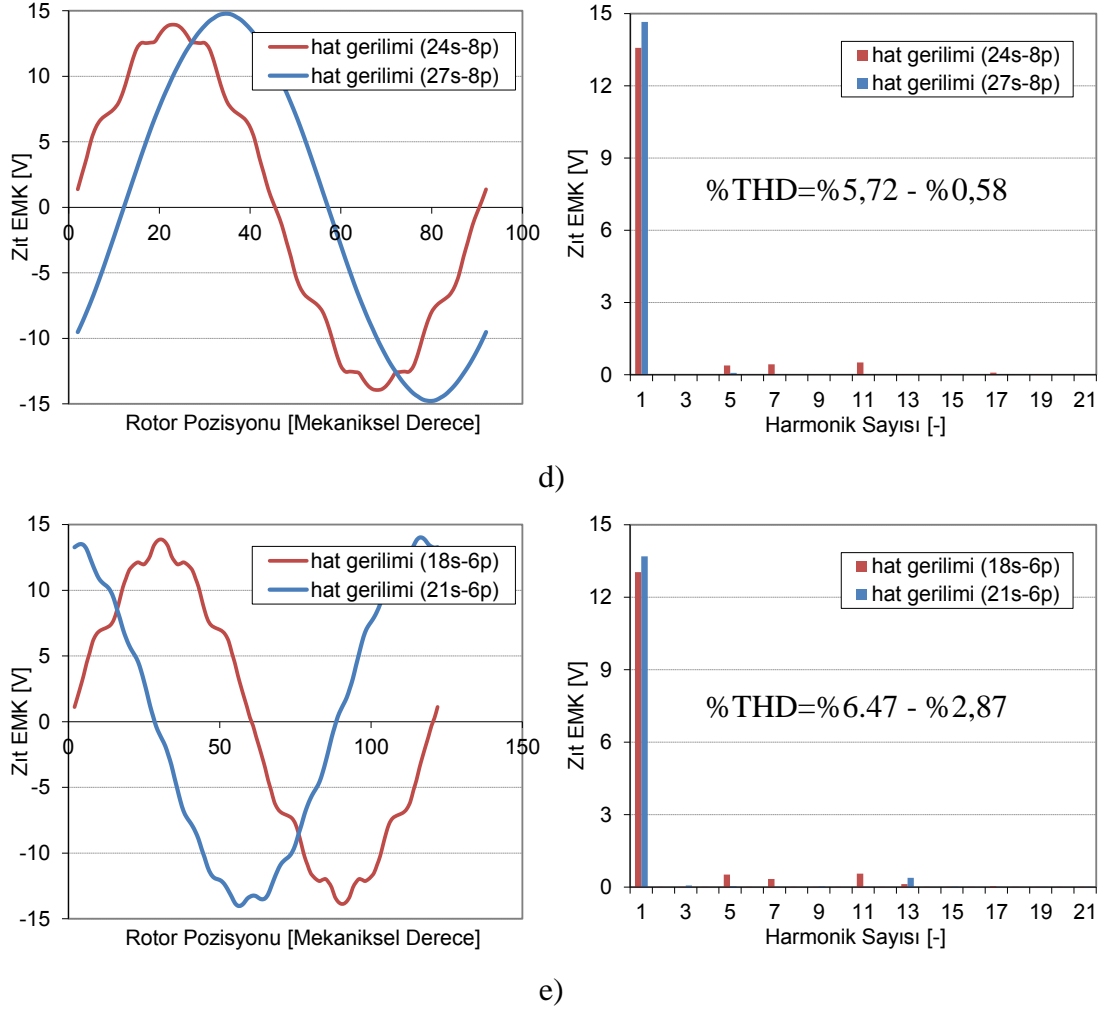 15
10
5
0
-5
-10
-15
0 20 40 60 80 100
Zıt EMK [V]
Rotor Pozisyonu [Mekaniksel Derece]
hat gerilimi (24s-8p)
hat gerilimi (27s-8p)
15
12
9
6
3
0
1 3 5 7 9 11 13 15 17 19 21
Zıt EMK [V]
Harmonik Sayısı [-]
hat gerilimi (24s-8p)
hat gerilimi (27s-8p)
%THD=%5,72 - %0,58
d)
15
10
5
0
-5
-10
-15
0 50 100 150
Zıt EMK [V]
Rotor Pozisyonu [Mekaniksel Derece]
hat gerilimi (18s-6p)
hat gerilimi (21s-6p)
15
12
9
6
3
0
1 3 5 7 9 11 13 15 17 19 21
Zıt EMK [V]
Harmonik Sayısı [-]
hat gerilimi (18s-6p)
hat gerilimi (21s-6p)
%THD=%6.47 - %2,87
e)